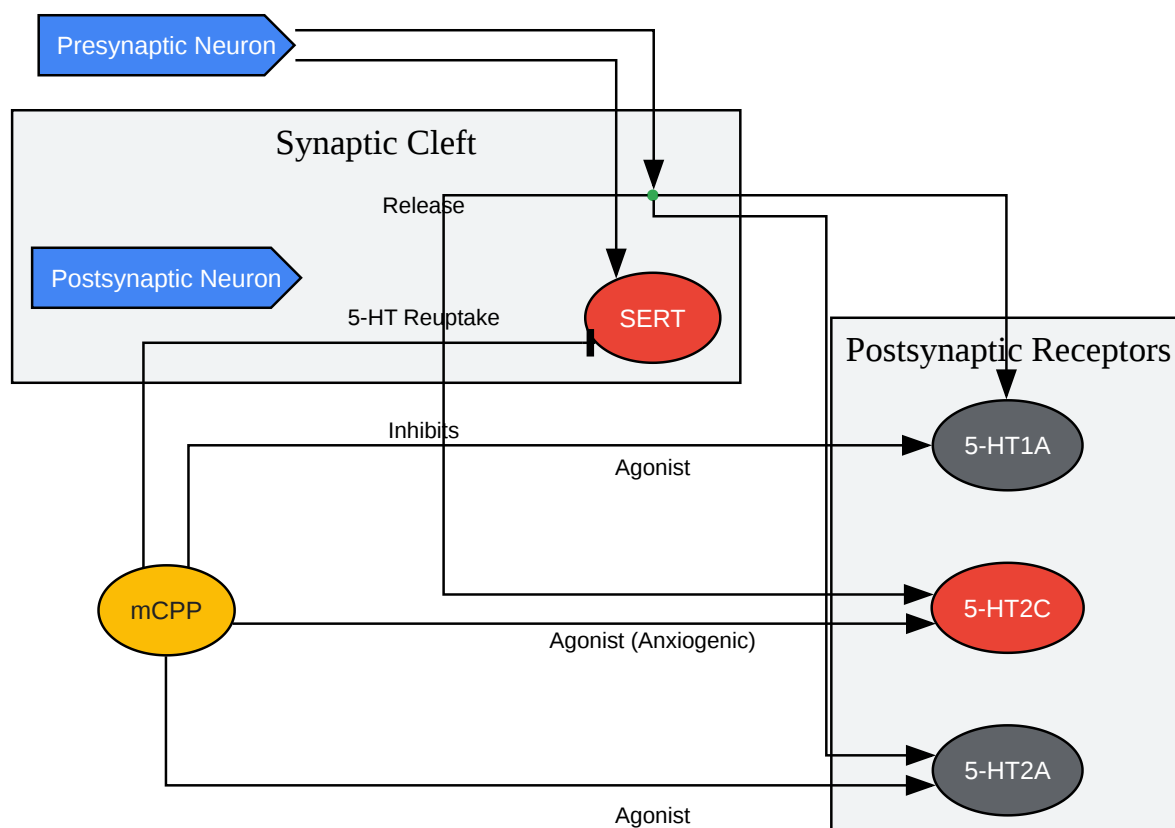 Presynaptic Neuron
Synaptic Cleft
Release
Postsynaptic Neuron
5-HT Reuptake
SERT
Postsynaptic Receptors
Inhibits
5-HT1A
Agonist
mCPP
5-HT2C
Agonist (Anxiogenic)
5-HT2A
Agonist